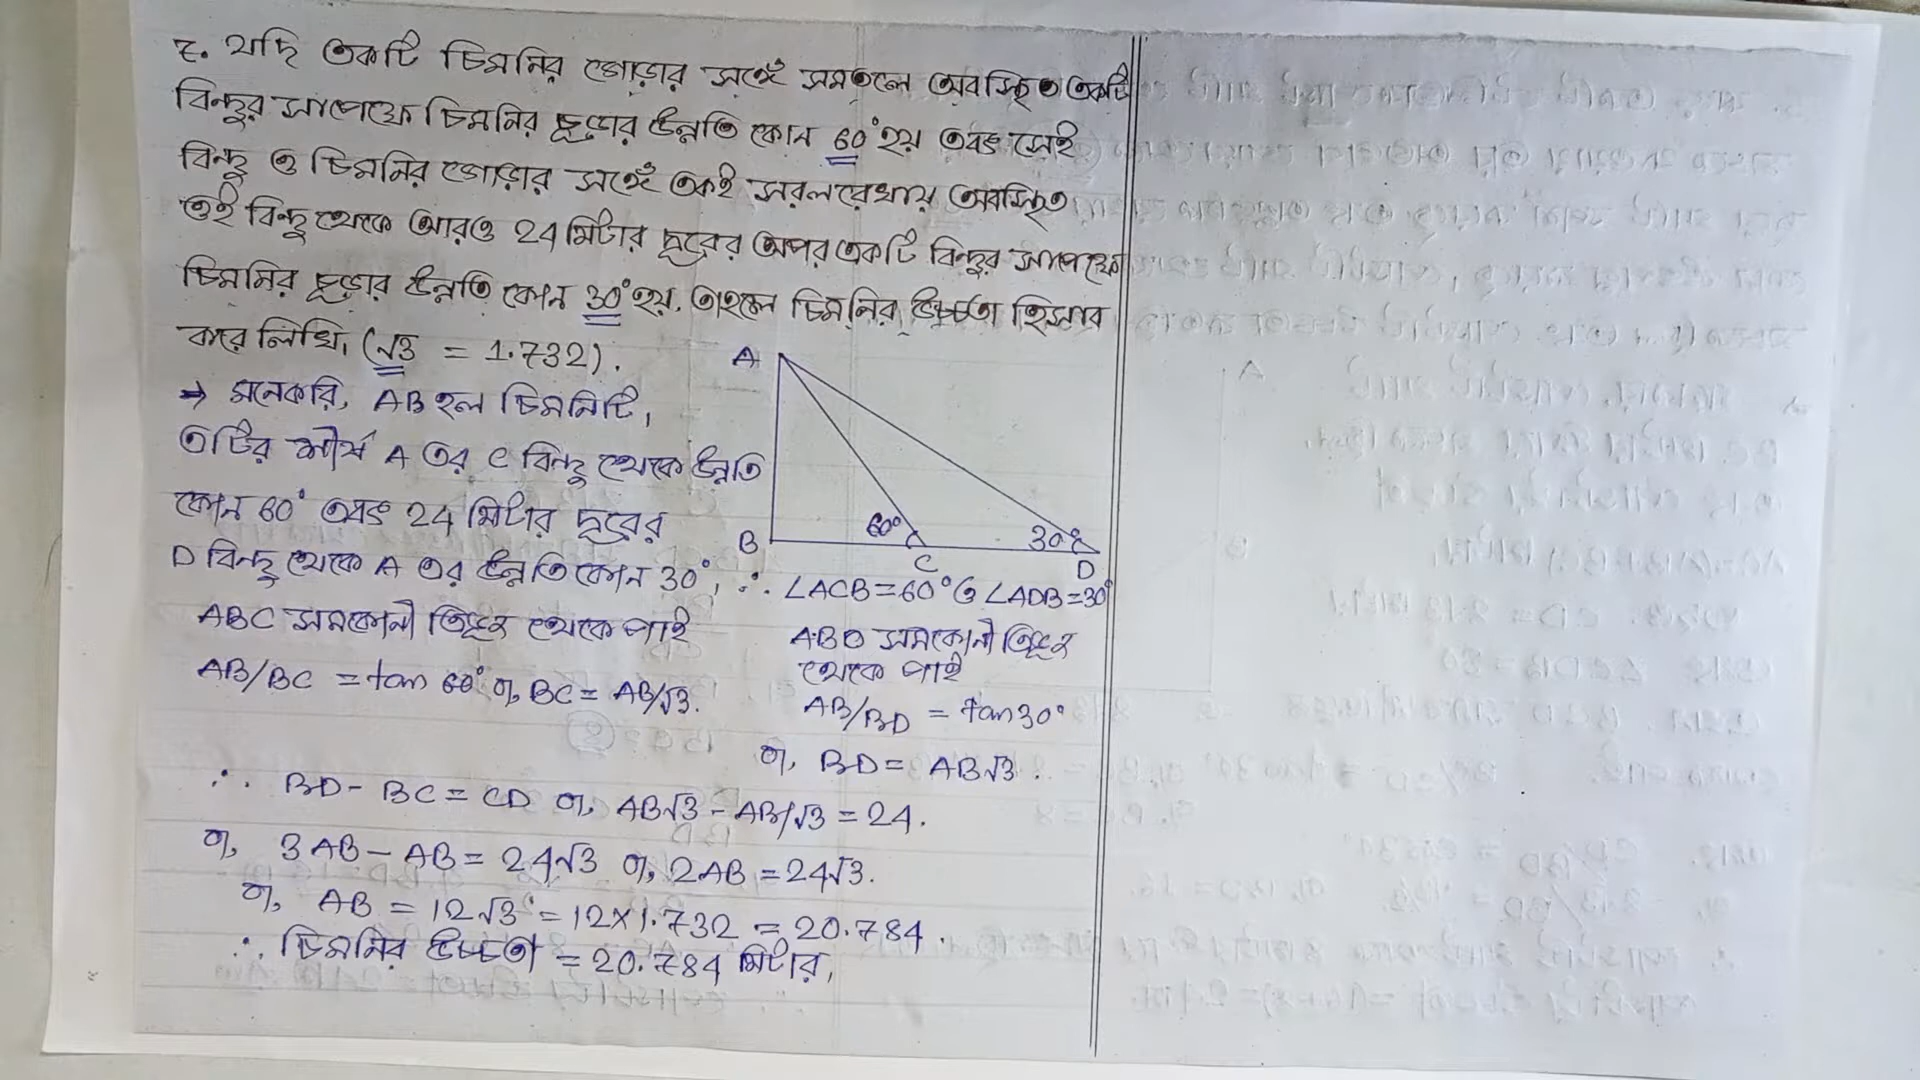 ৮. যদি একটি চিমনির গোড়ার সঙ্গে সমতলে অবস্থিত একটি
বিন্দুর সাপেক্ষে চিমনির চূড়ার উন্নতি কোন 60° হয় এবং সেই
বিন্দু ও চিমনির গোড়ার সঙ্গে একই সরলরেখায় অবস্থিত
ওই বিন্দু থেকে আরও 24 মিটার দূরের অপর একটি বিন্দুর সাপেক্ষে
চিমনির চূড়ার উন্নতি কোন 30° হয়, তাহলে চিমনির উচ্চতা হিসাব
করে লিখি। (√3 = 1.732).
→ মনেকরি, AB হল চিমনিটি,
এটির শীর্ষ A এর C বিন্দু থেকে উন্নতি
কোন 60° এবং 24 মিটার দূরের
D বিন্দু থেকে A এর উন্নতি কোন 30°,
A
B
60°
C
30°
D
∴ ∠ACB = 60° ও ∠ADB = 30°
ABC সমকোনী ত্রিভুজ থেকে পাই
AB/BC = tan 60° বা, BC = AB/√3.
ABD সমকোনী ত্রিভুজ
থেকে পাই
AB/BD = tan30°
বা, BD = AB√3.
∴ BD - BC = CD বা, AB√3 - AB/√3 = 24.
বা, 3AB - AB = 24√3 বা, 2AB = 24√3.
বা, AB = 12√3 = 12×1.732 = 20.784.
∴ চিমনির উচ্চতা = 20.784 মিটার,